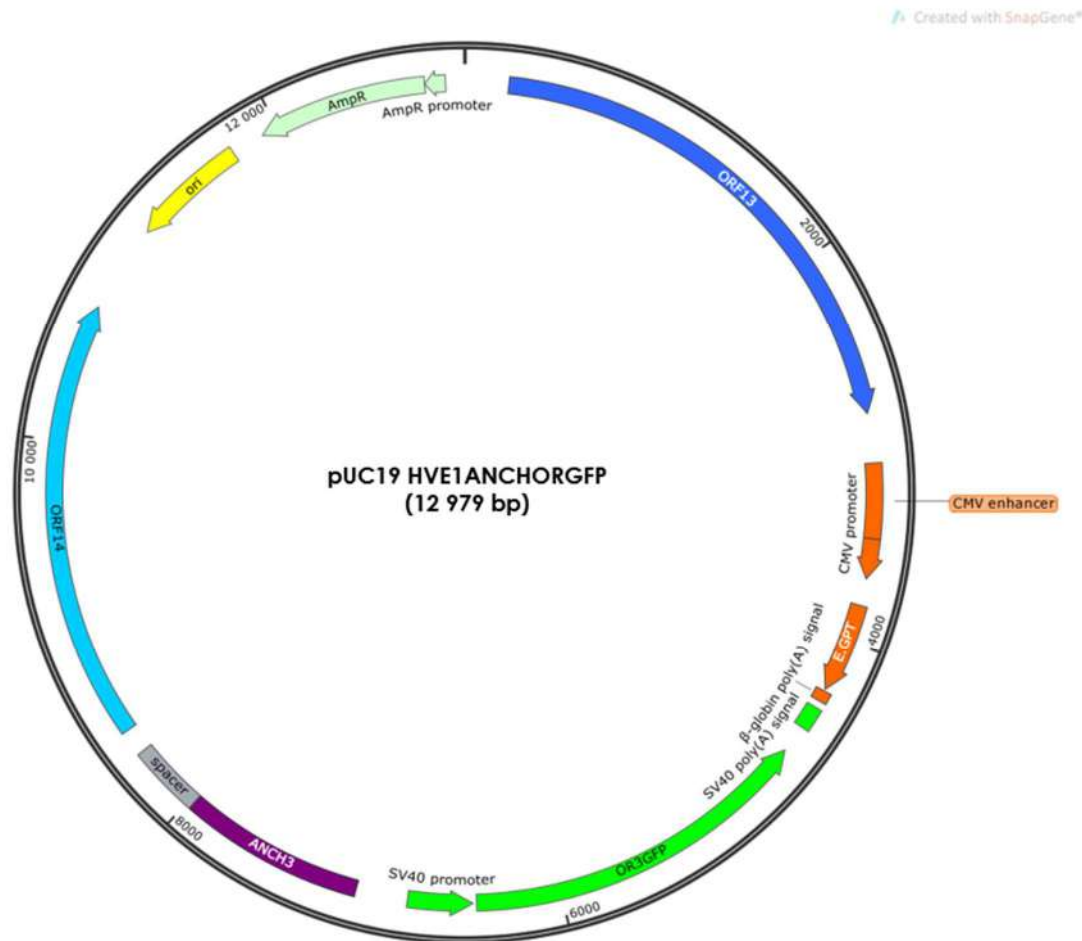 Created with SnapGene®
AmpR
AmpR promoter
12 000
ori
ORF13
2000
10 000
pUC19 HVE1ANCHORGFP
(12 979 bp)
CMV promoter
CMV enhancer
ORF14
E.GPT
4000
β-globin poly(A) signal
SV40 poly(A) signal
spacer
8000
ANCH3
SV40 promoter
OR3GFP
6000